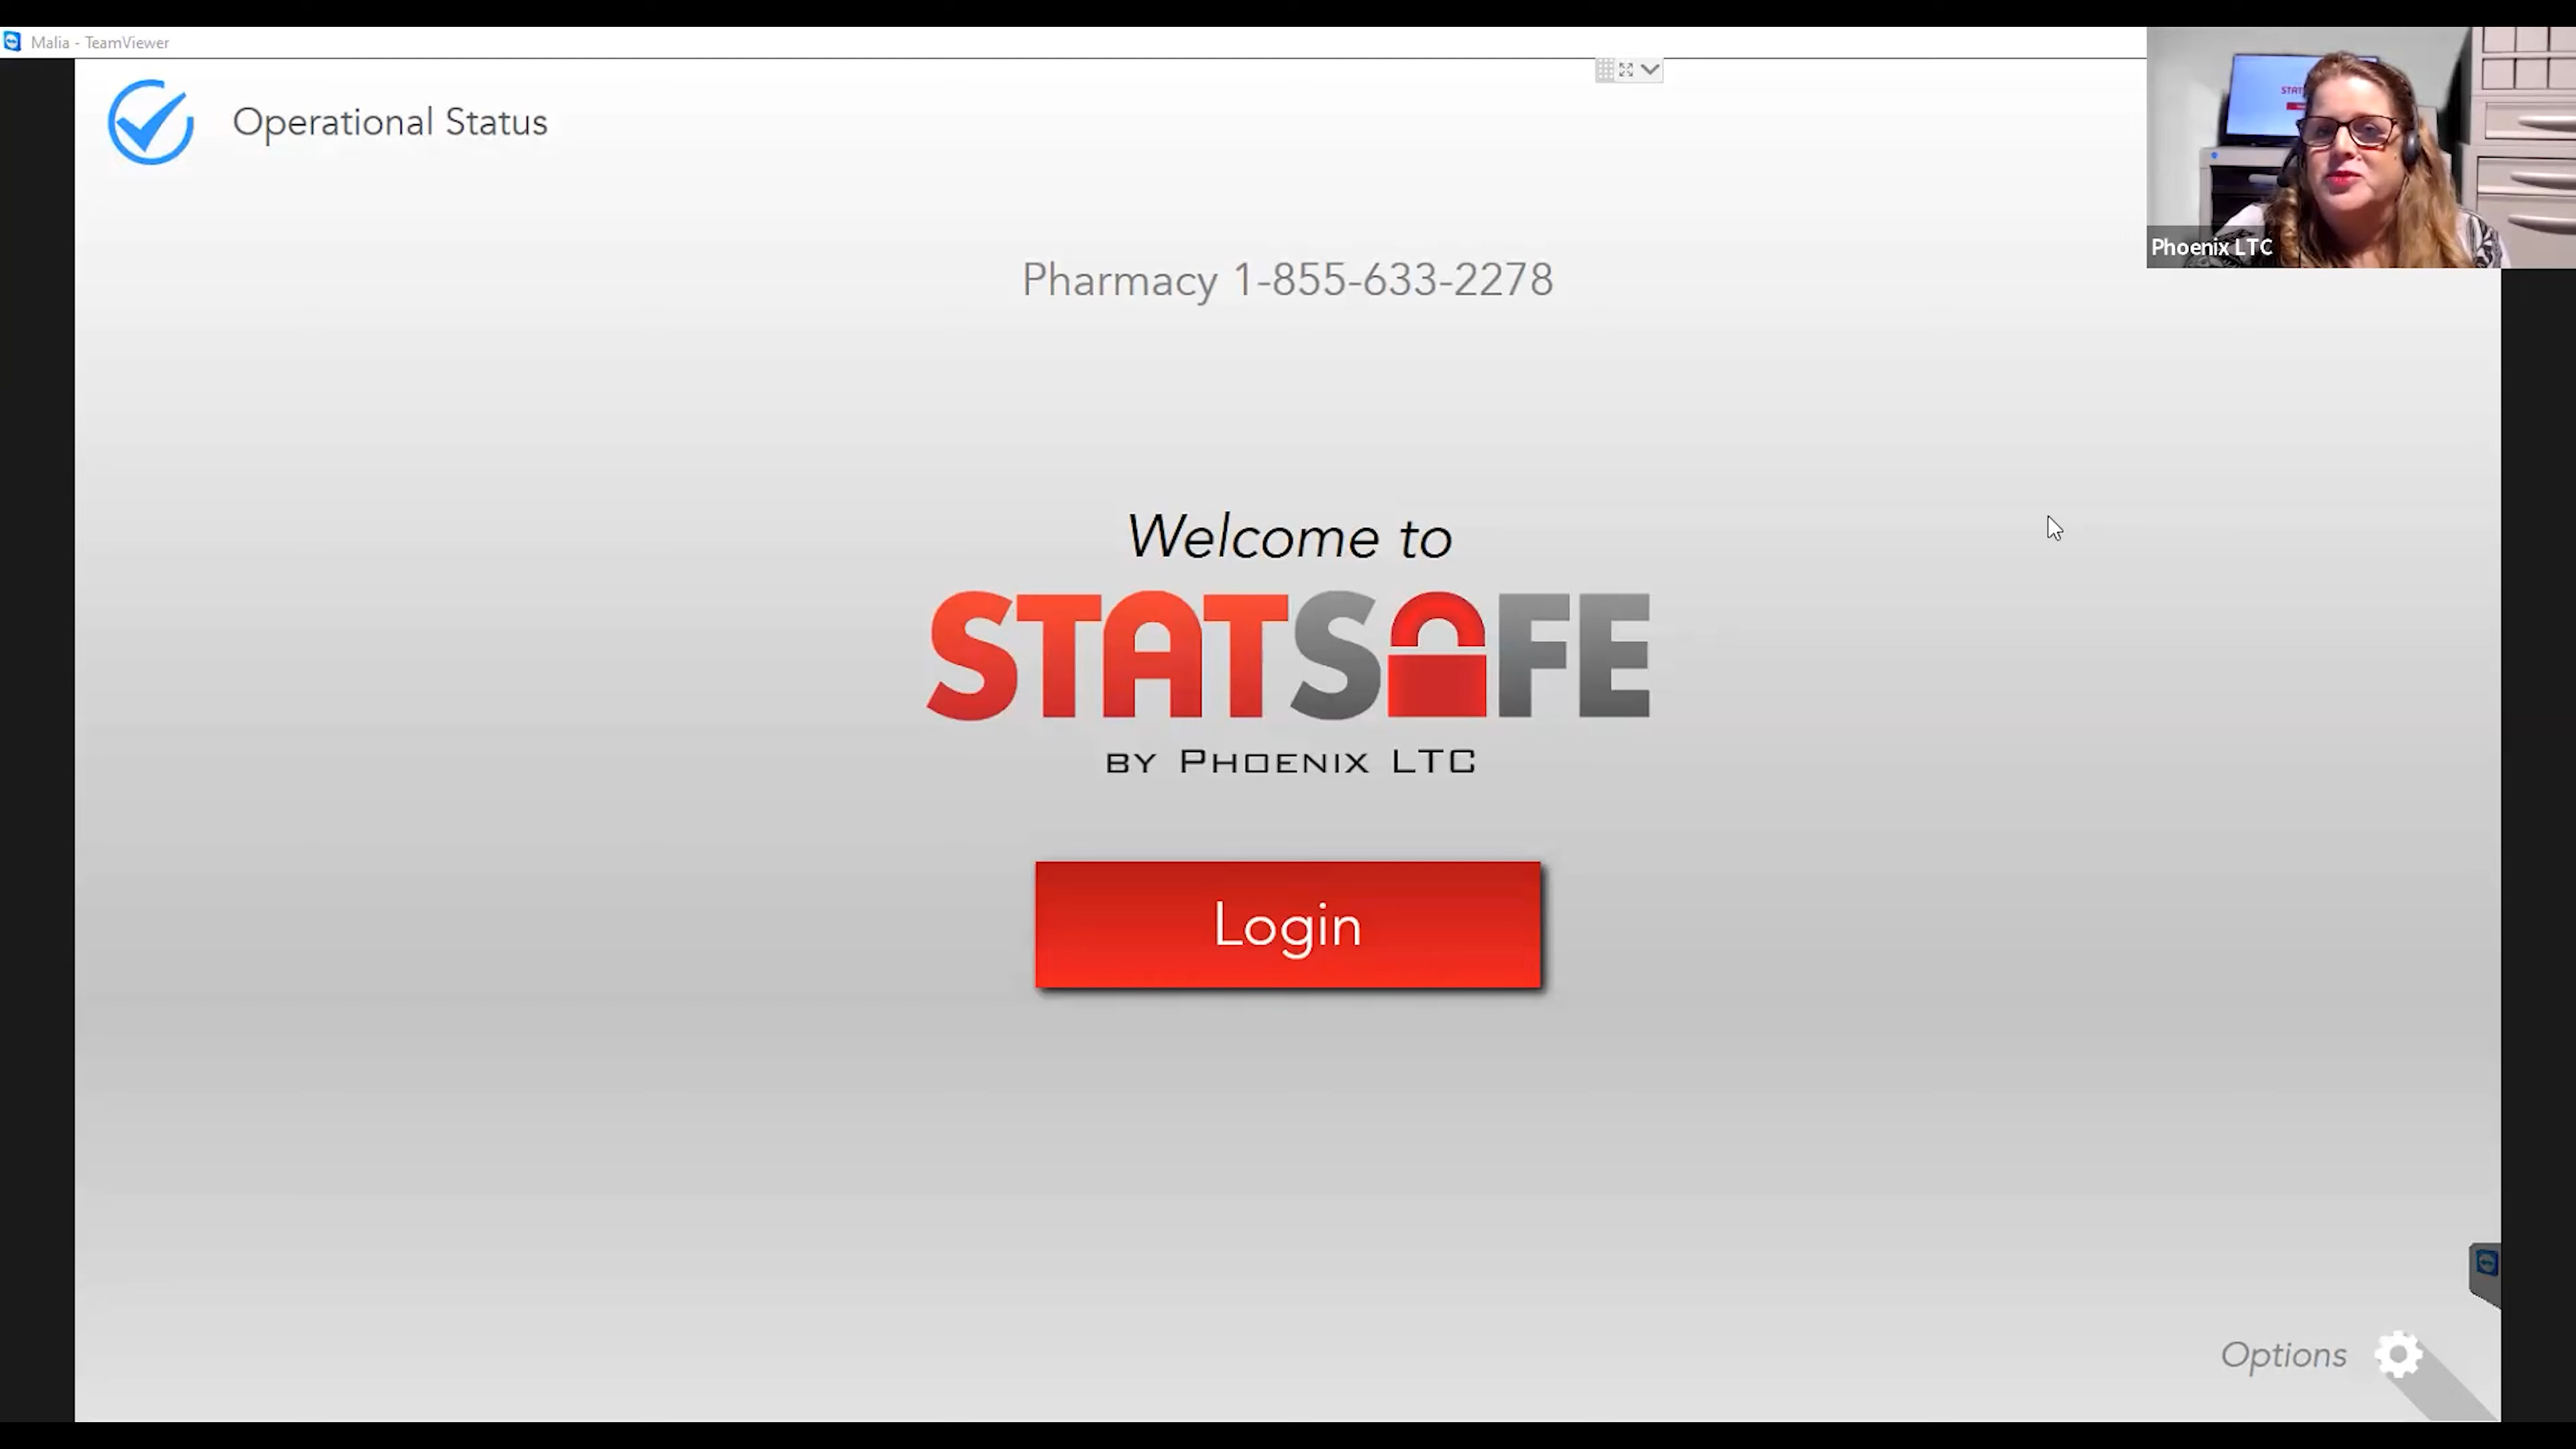 Malia - TeamViewer
Operational Status
Phoenix LTC
Pharmacy 1-855-633-2278
Welcome to
STATSAFE
BY PHOENIX LTC
Login
Options